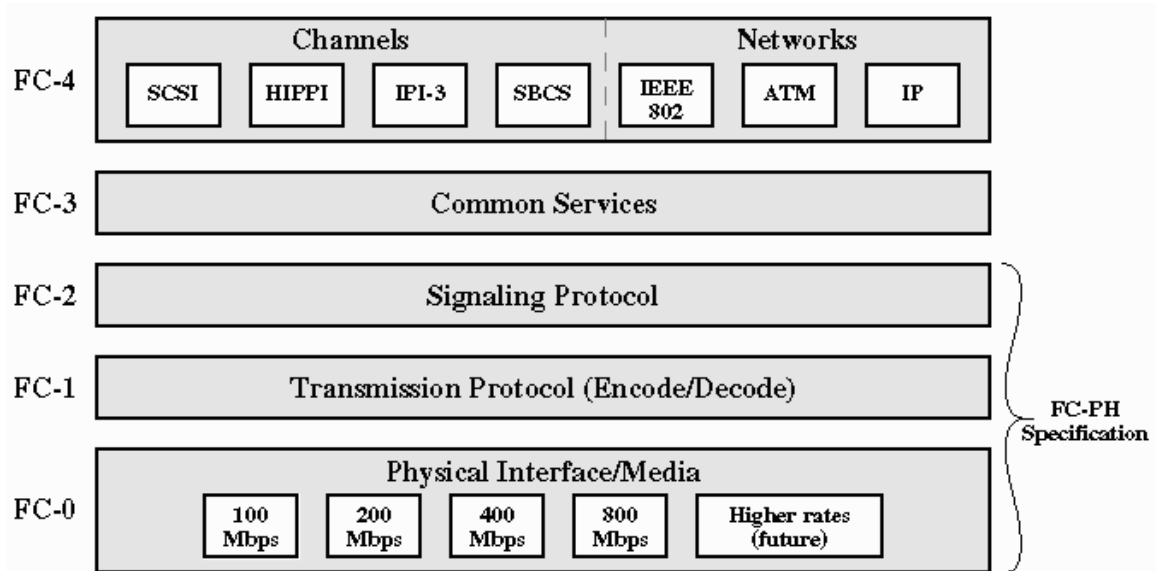 Channels
Networks
FC-4
SCSI
HIPPI
IPI-3
SBCS
IEEE
802
ATM
IP
FC-3
Common Services
FC-2
Signaling Protocol
FC-1
Transmission Protocol (Encode/Decode)
FC-PH
Specification
Physical Interface/Media
FC-0
100
Mbps
200
Mbps
400
Mbps
800
Mbps
Higher rates
(future)